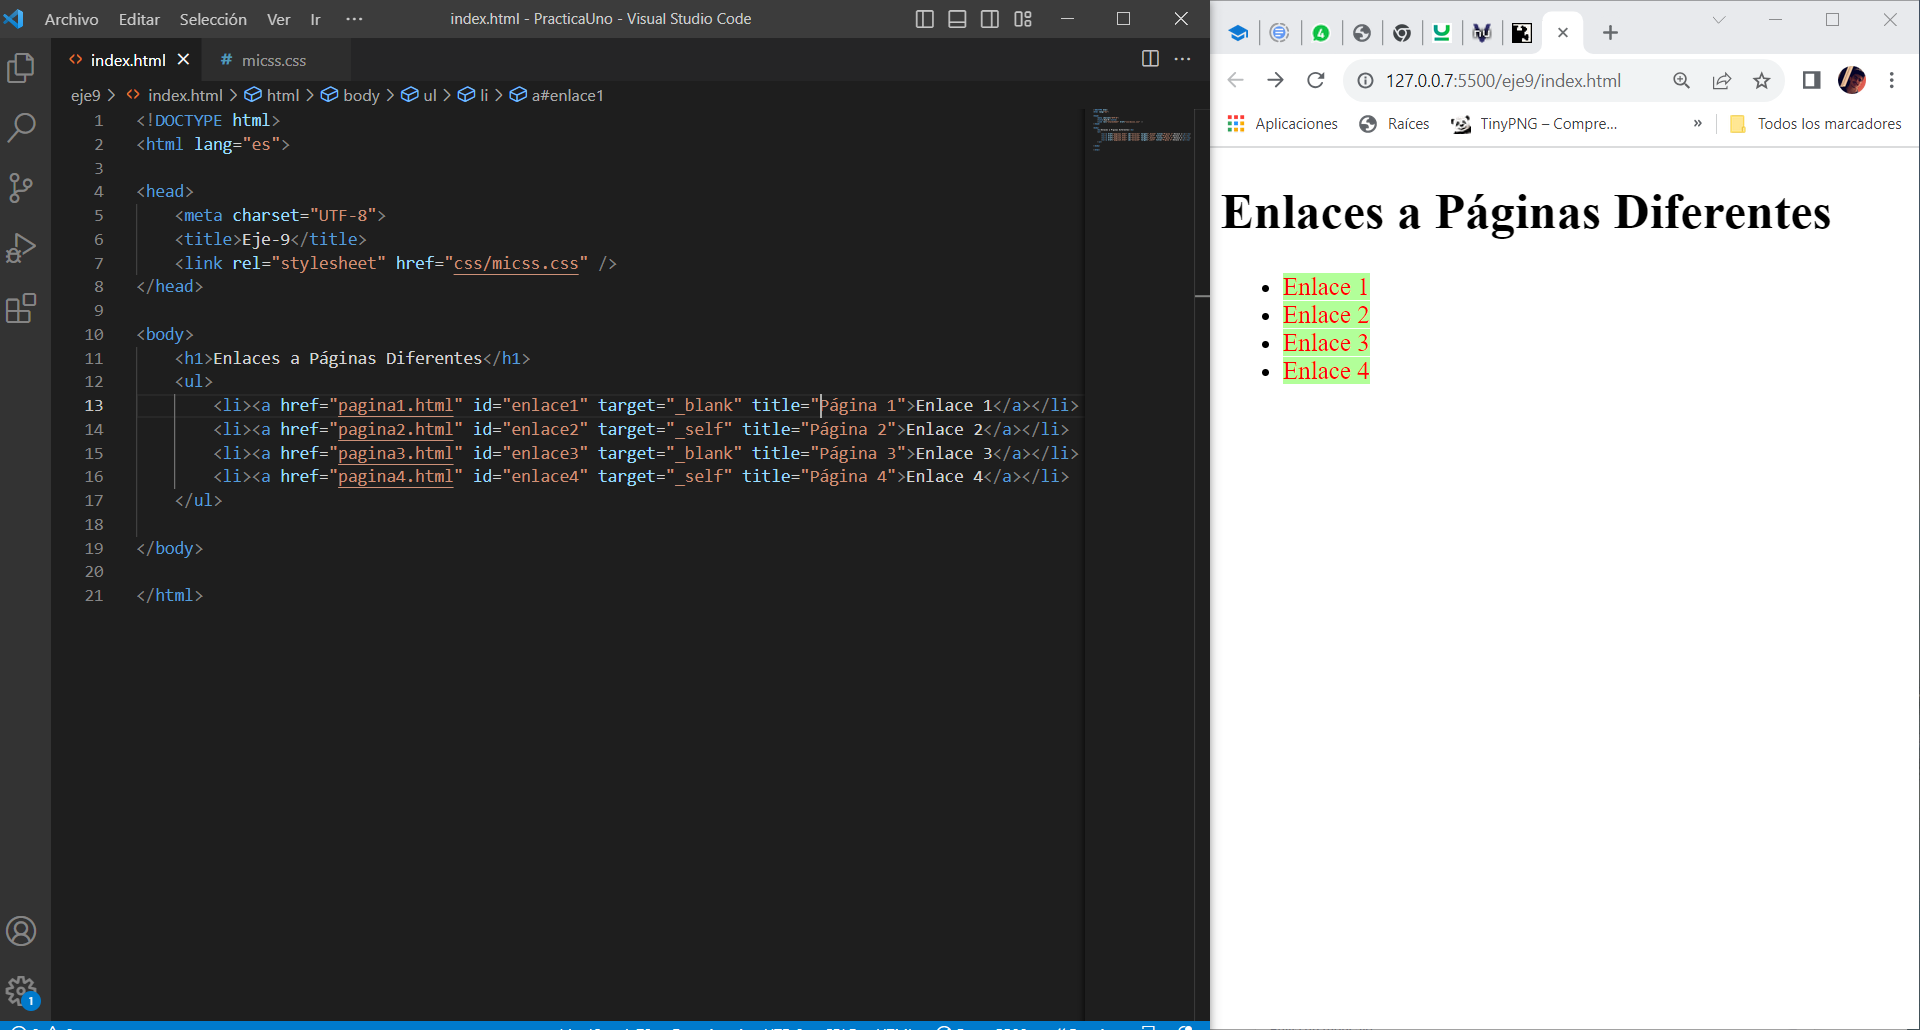 Archivo Editar Selección Ver Ir ··· index.html - PracticaUno - Visual Studio Code
index.html # micss.css
eje9 > index.html > html > body > ul > li > a#enlace1
1 <!DOCTYPE html>
2 <html lang="es">
3
4 <head>
5 <meta charset="UTF-8">
6 <title>Eje-9</title>
7 <link rel="stylesheet" href="css/micss.css" />
8 </head>
9
10 <body>
11 <h1>Enlaces a Páginas Diferentes</h1>
12 <ul>
13 <li><a href="pagina1.html" id="enlace1" target="_blank" title="Página 1">Enlace 1</a></li>
14 <li><a href="pagina2.html" id="enlace2" target="_self" title="Página 2">Enlace 2</a></li>
15 <li><a href="pagina3.html" id="enlace3" target="_blank" title="Página 3">Enlace 3</a></li>
16 <li><a href="pagina4.html" id="enlace4" target="_self" title="Página 4">Enlace 4</a></li>
17 </ul>
18
19 </body>
20
21 </html>
1
4
127.0.0.7:5500/eje9/index.html
Aplicaciones Raíces TinyPNG – Compre... » Todos los marcadores
Enlaces a Páginas Diferentes
• Enlace 1
• Enlace 2
• Enlace 3
• Enlace 4